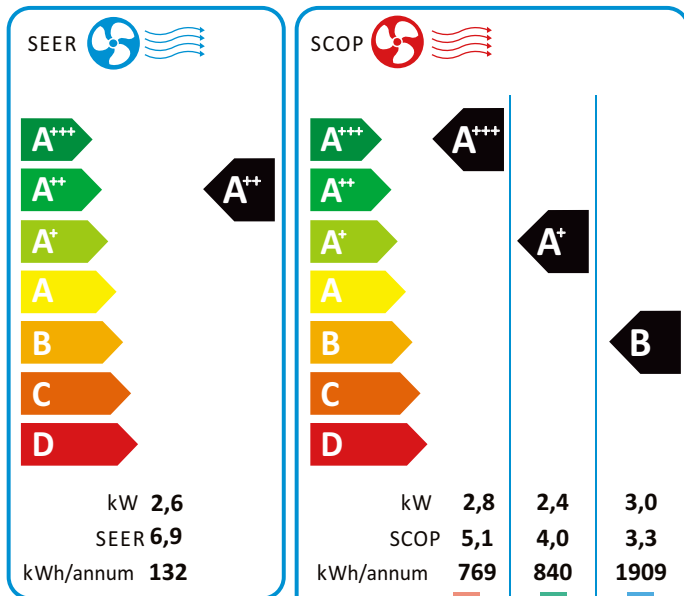 SEER
A+++
A++
A++
A+
A
B
C
D
kW 2,6
SEER 6,9
kWh/annum 132
SCOP
A+++ A+++
A++
A+ A+
A
B B
C
D
kW 2,8 2,4 3,0
SCOP 5,1 4,0 3,3
kWh/annum 769 840 1909